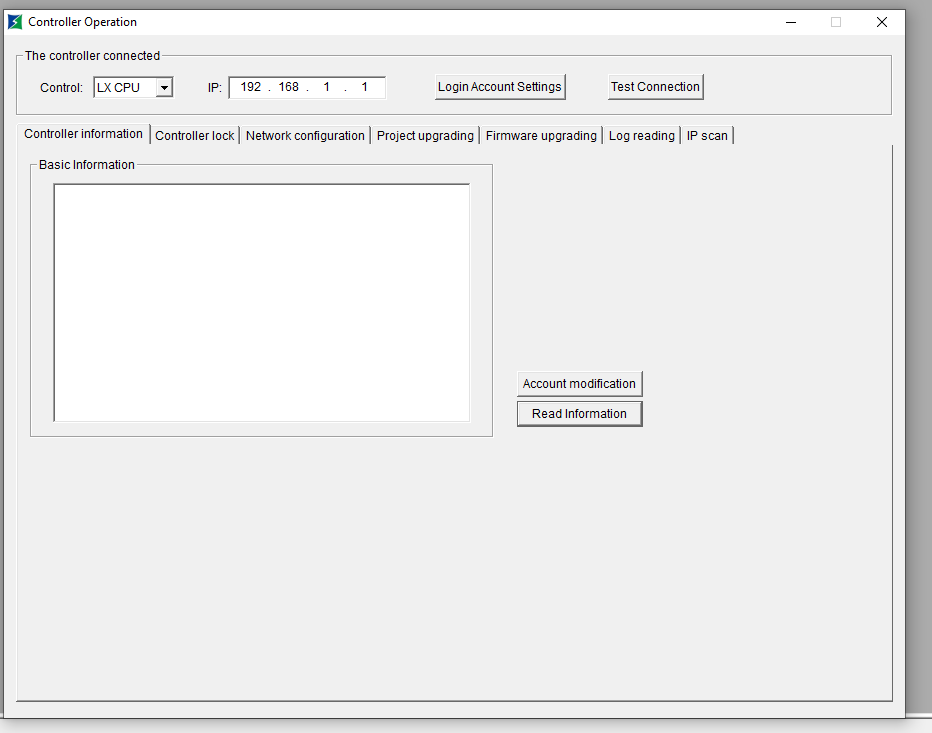 Controller Operation
The controller connected
Control: LX CPU IP: 192 . 168 . 1 . 1 Login Account Settings Test Connection
Controller information Controller lock Network configuration Project upgrading Firmware upgrading Log reading IP scan
Basic Information
Account modification
Read Information